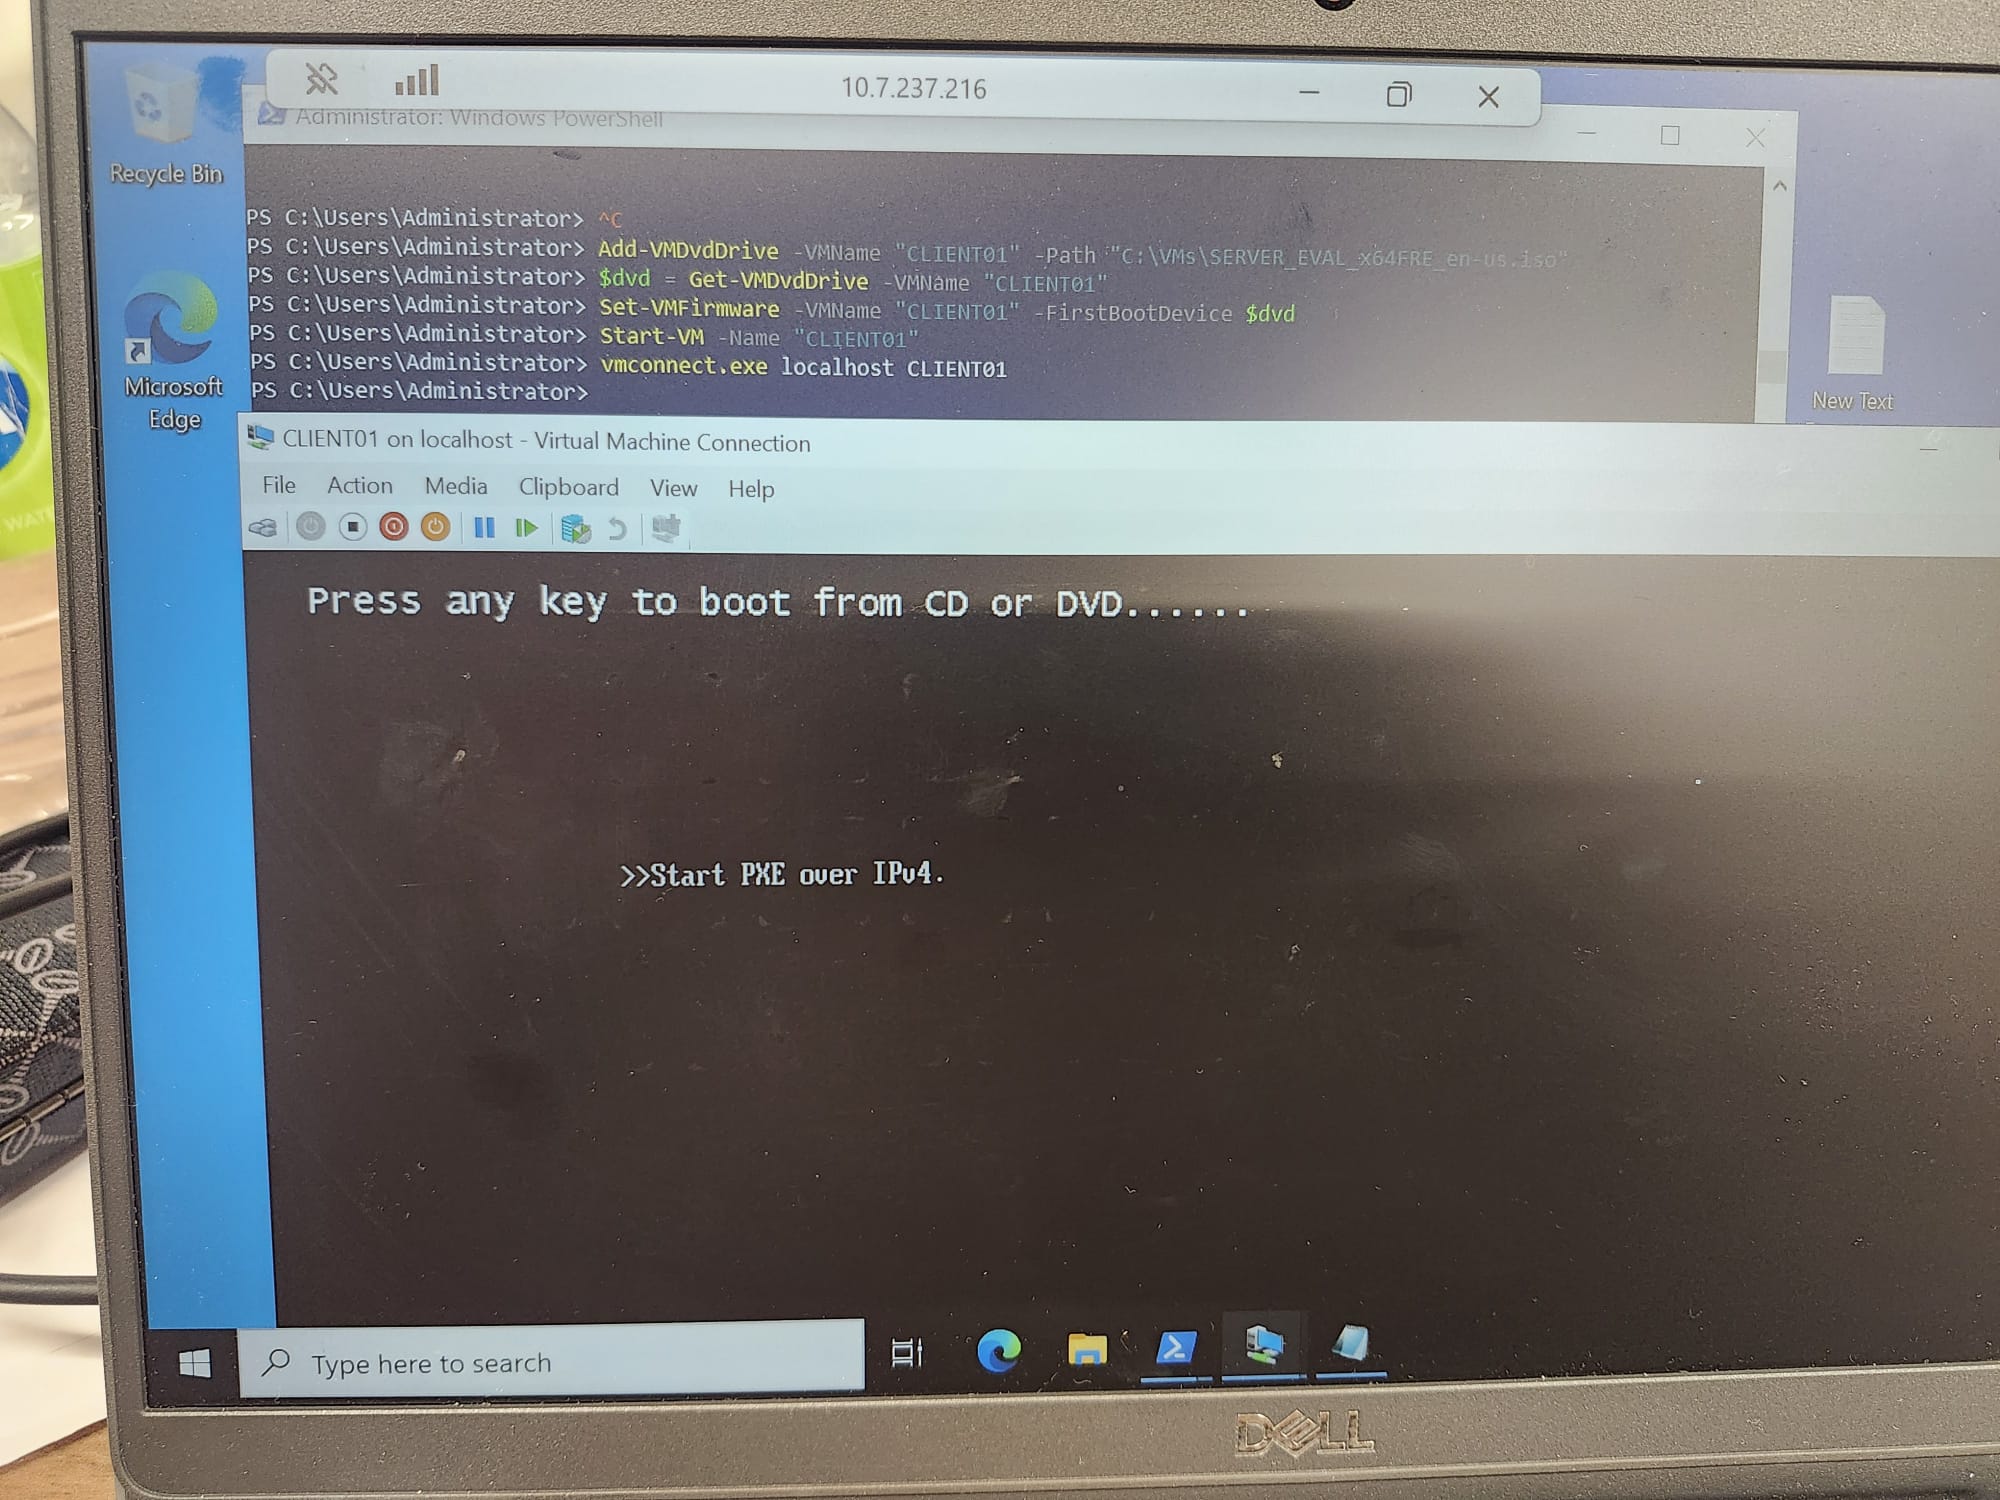 10.7.237.216
Administrator: Windows PowerShell
Recycle Bin
PS C:\Users\Administrator> ^C
PS C:\Users\Administrator> Add-VMDvdDrive -VMName "CLIENT01" -Path "C:\VMs\SERVER_EVAL_x64FRE_en-us.iso"
PS C:\Users\Administrator> $dvd = Get-VMDvdDrive -VMName "CLIENT01"
PS C:\Users\Administrator> Set-VMFirmware -VMName "CLIENT01" -FirstBootDevice $dvd
PS C:\Users\Administrator> Start-VM -Name "CLIENT01"
PS C:\Users\Administrator> vmconnect.exe localhost CLIENT01
PS C:\Users\Administrator>
Microsoft
Edge
New Text
CLIENT01 on localhost - Virtual Machine Connection
File Action Media Clipboard View Help
Press any key to boot from CD or DVD......
>>Start PXE over IPv4.
Type here to search
DELL